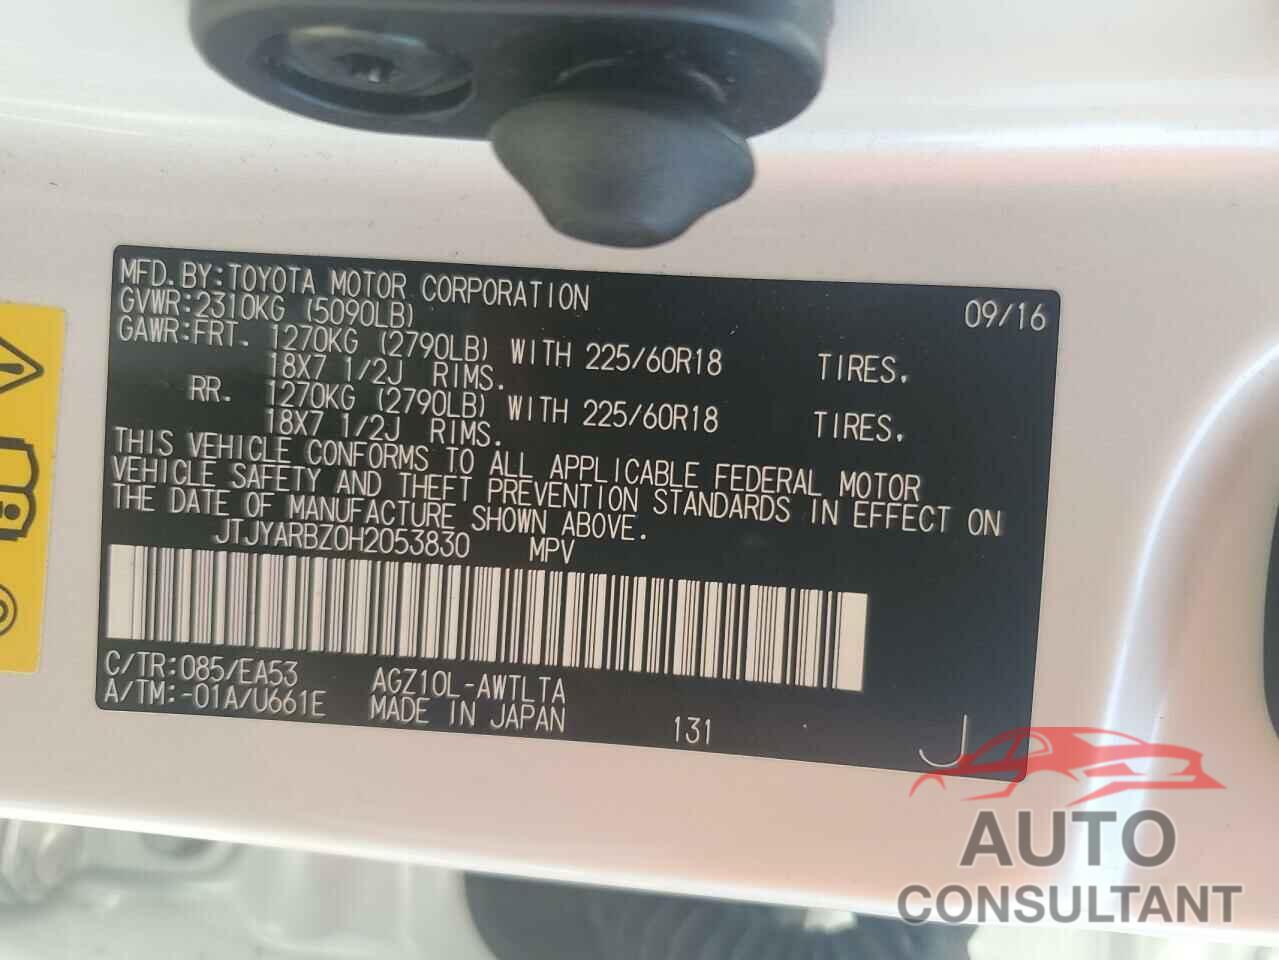 MFD.BY:TOYOTA MOTOR CORPORATION 09/16
GVWR:2310KG (5090LB)
GAWR:FRT. 1270KG (2790LB) WITH 225/60R18 TIRES.
18X7 1/2J RIMS.
RR. 1270KG (2790LB) WITH 225/60R18 TIRES.
18X7 1/2J RIMS.
THIS VEHICLE CONFORMS TO ALL APPLICABLE FEDERAL MOTOR
VEHICLE SAFETY AND THEFT PREVENTION STANDARDS IN EFFECT ON
THE DATE OF MANUFACTURE SHOWN ABOVE.
JTJYARBZ0H2053830 MPV
C/TR:085/EA53 AGZ10L-AWTLTA
A/TM:-01A/U661E MADE IN JAPAN 131 J
AUTO
CONSULTANT